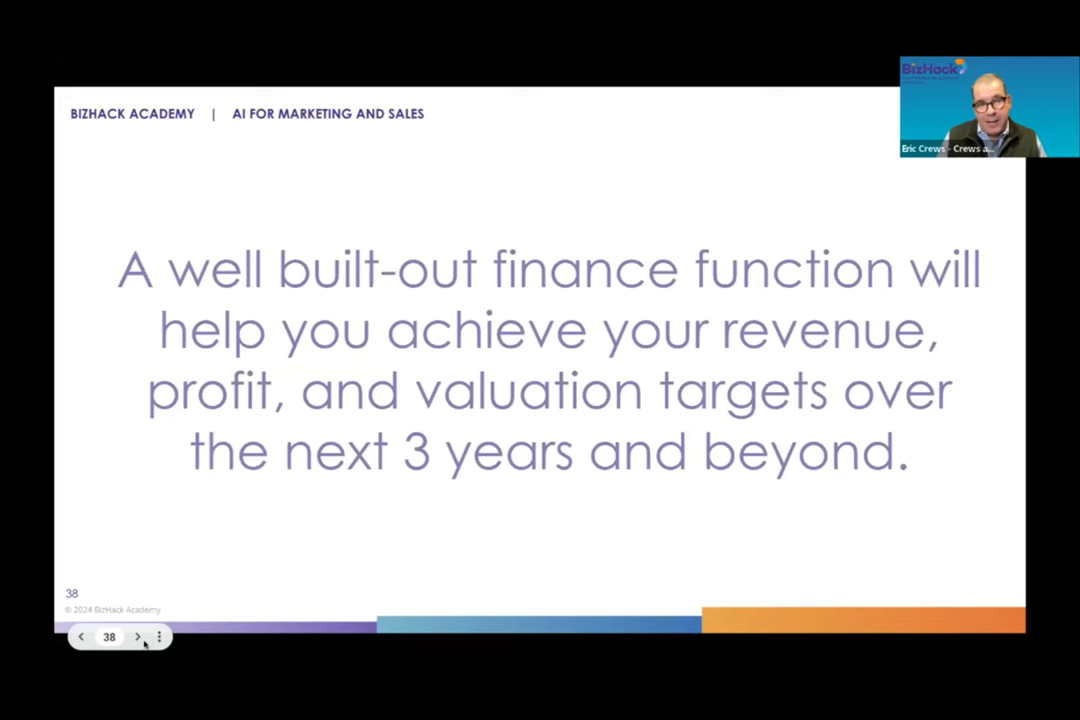 BIZHACK ACADEMY | AI FOR MARKETING AND SALES
BizHack
Eric Crews - Crews a...
A well built-out finance function will
help you achieve your revenue,
profit, and valuation targets over
the next 3 years and beyond.
38
© 2024 BizHack Academy
38